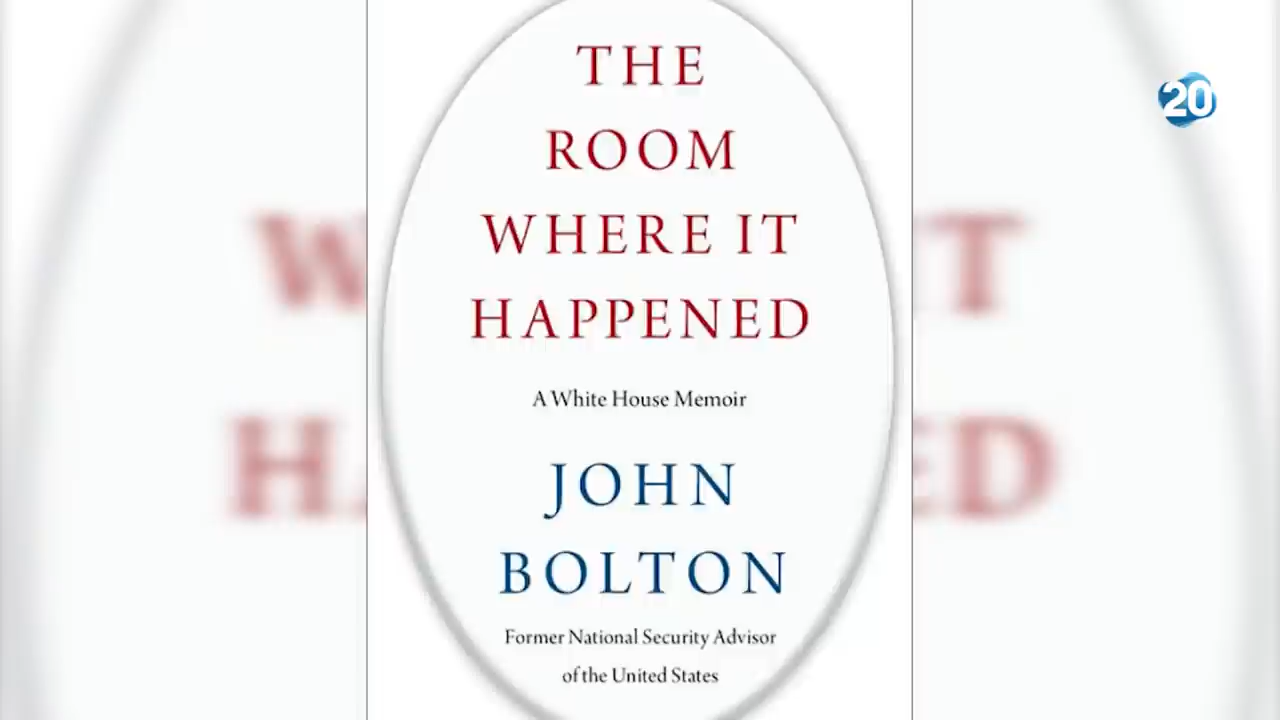 THE
ROOM
WHERE IT
HAPPENED
A White House Memoir
JOHN
BOLTON
Former National Security Advisor
of the United States
20